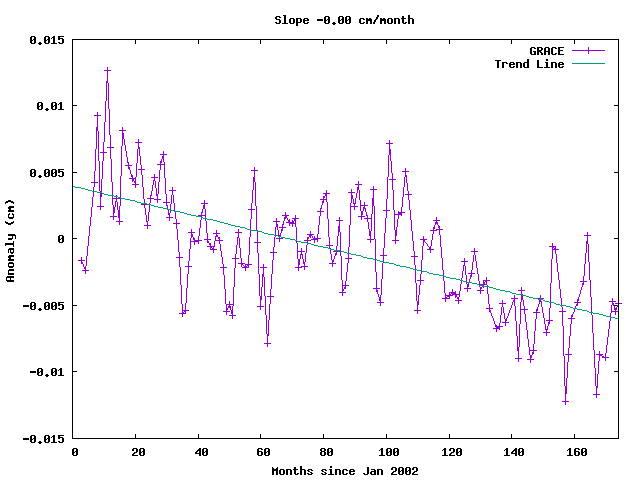 Slope -0.00 cm/month
GRACE
Trend Line
0.015
0.01
0.005
0
-0.005
-0.01
-0.015
Anomaly (cm)
0 20 40 60 80 100 120 140 160
Months since Jan 2002